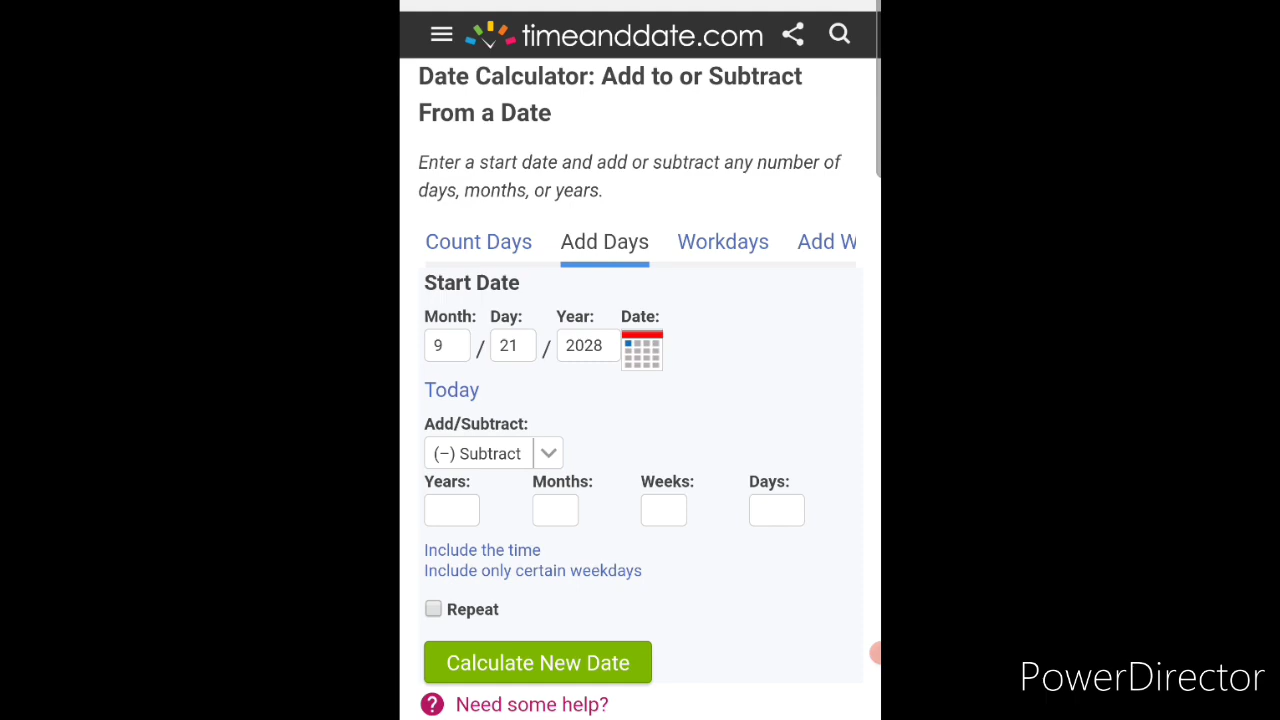 timeanddate.com
Date Calculator: Add to or Subtract
From a Date
Enter a start date and add or subtract any number of
days, months, or years.
Count Days Add Days Workdays Add W
Start Date
Month: Day: Year: Date:
9 / 21 / 2028
Today
Add/Subtract:
(−) Subtract
Years: Months: Weeks: Days:
Include the time
Include only certain weekdays
Repeat
Calculate New Date
? Need some help?
PowerDirector